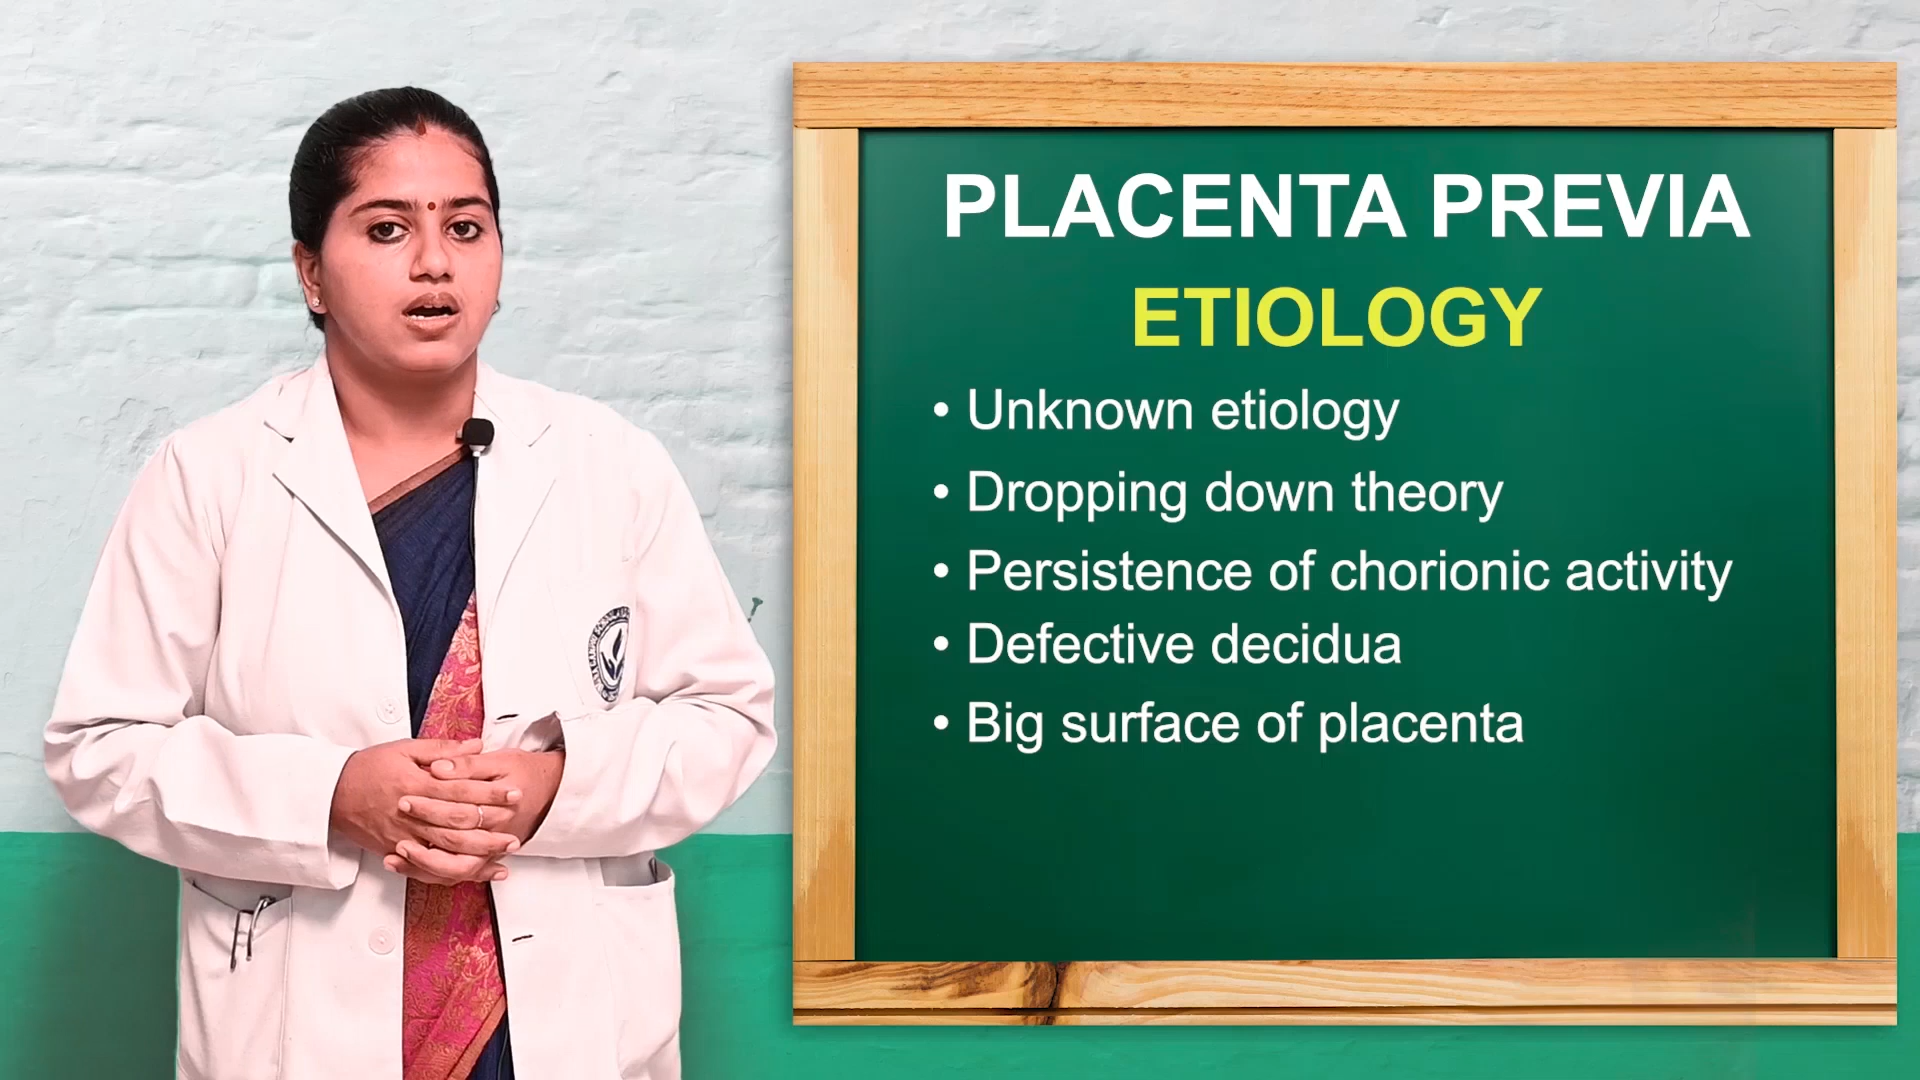 PLACENTA PREVIA
ETIOLOGY
• Unknown etiology
• Dropping down theory
• Persistence of chorionic activity
• Defective decidua
• Big surface of placenta